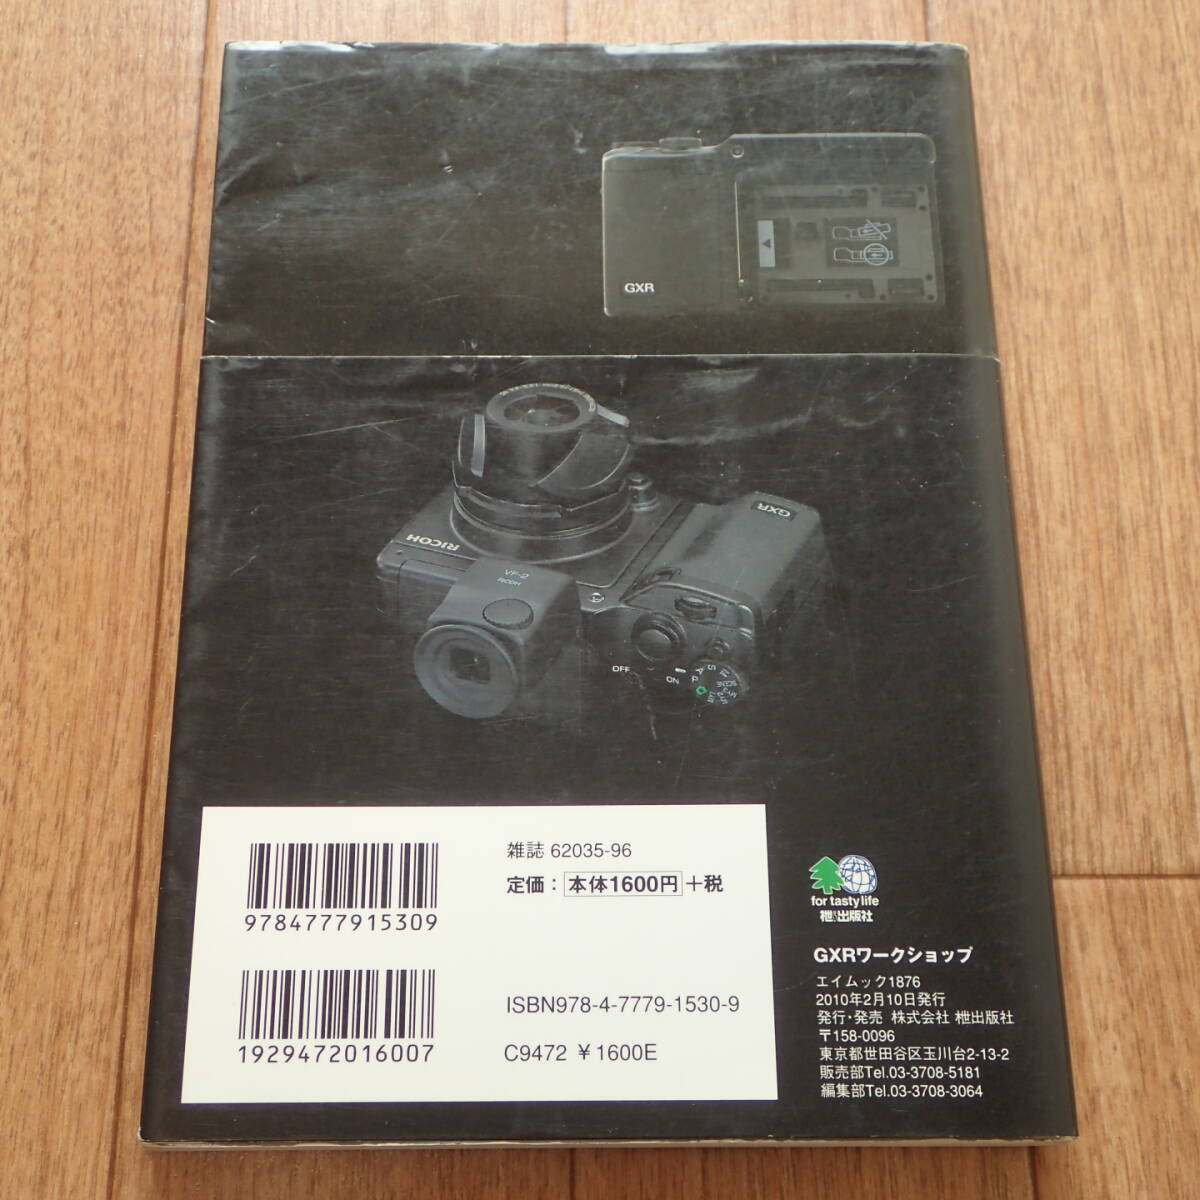 GXR
GXR
RICOH
VF-2
RICOH
OFF
ON
9784777915309
1929472016007
雑誌 62035-96
定価：本体1600円＋税
ISBN978-4-7779-1530-9
C9472 ￥1600E
for tasty life
枻出版社
GXRワークショップ
エイムック1876
2010年2月10日発行
発行・発売 株式会社 枻出版社
〒158-0096
東京都世田谷区玉川台2-13-2
販売部Tel.03-3708-5181
編集部Tel.03-3708-3064